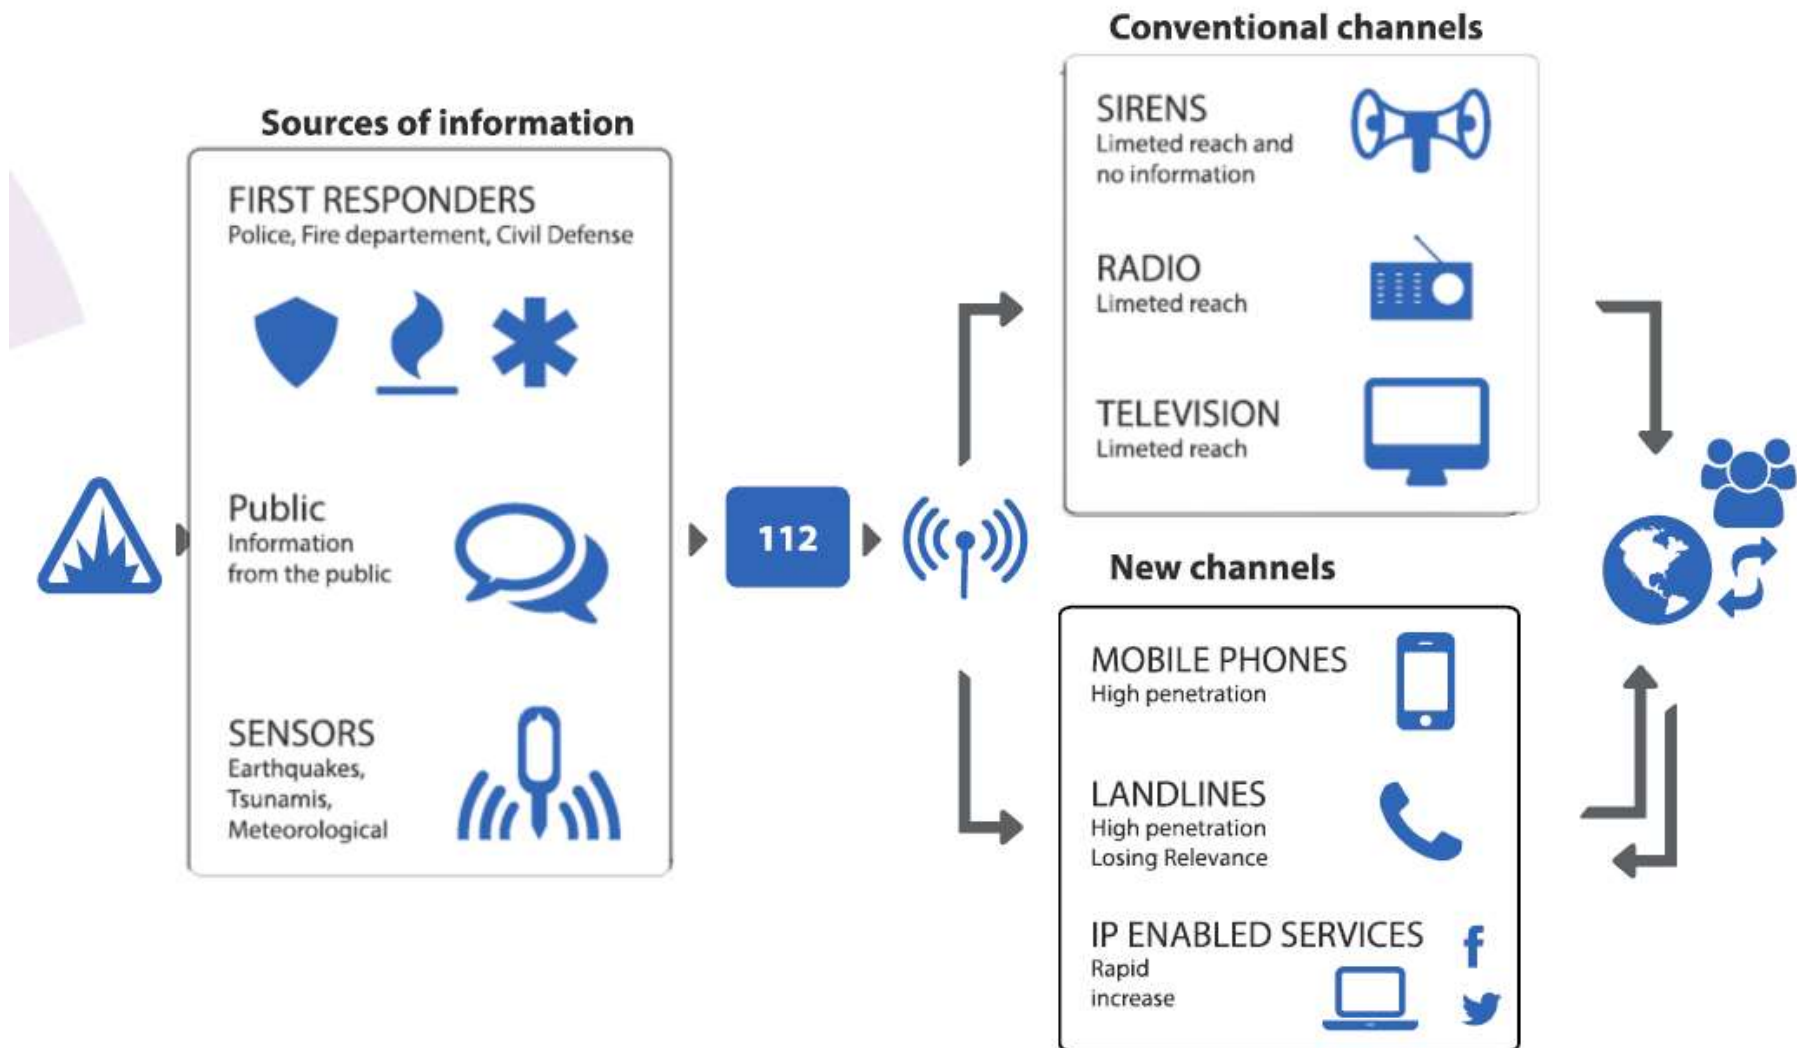 Sources of information
FIRST RESPONDERS
Police, Fire departement, Civil Defense
Public
Information
from the public
SENSORS
Earthquakes,
Tsunamis,
Meteorological
112
Conventional channels
SIRENS
Limeted reach and
no information
RADIO
Limeted reach
TELEVISION
Limeted reach
New channels
MOBILE PHONES
High penetration
LANDLINES
High penetration
Losing Relevance
IP ENABLED SERVICES
Rapid
increase